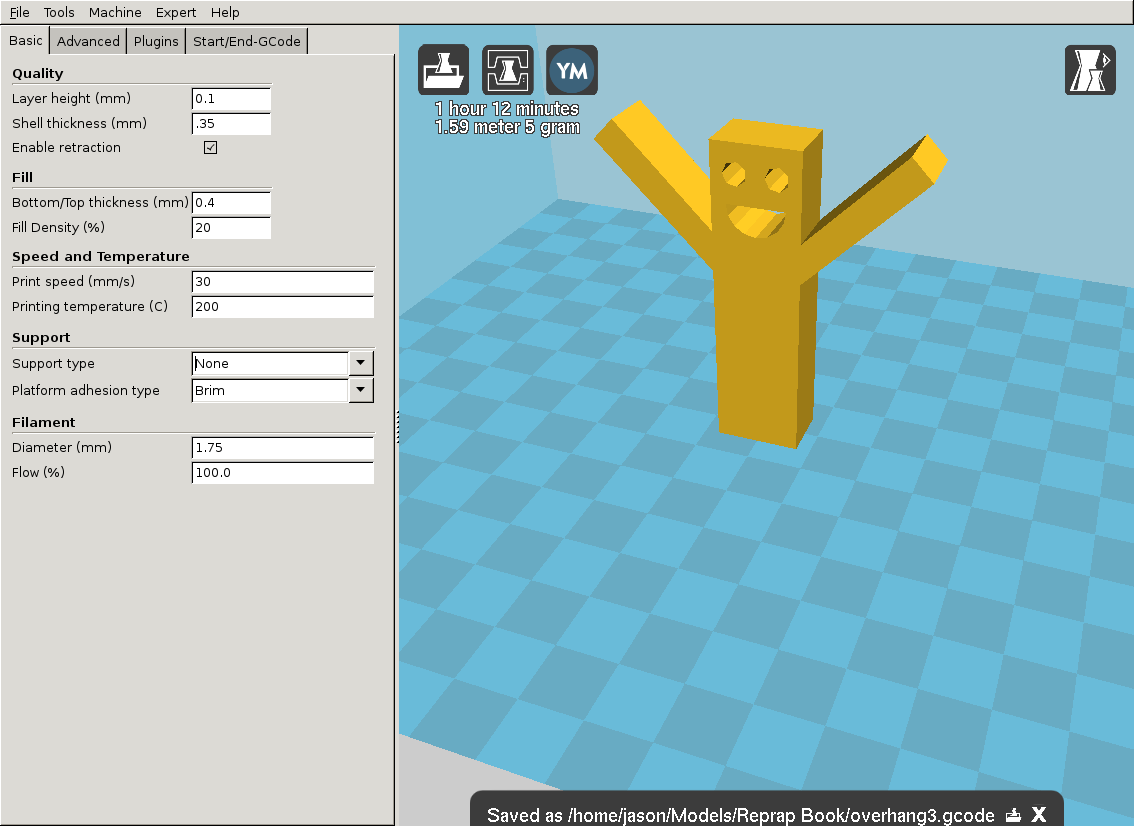 File Tools Machine Expert Help
Basic Advanced Plugins Start/End-GCode
Quality
Layer height (mm) 0.1
Shell thickness (mm) .35
Enable retraction
Fill
Bottom/Top thickness (mm) 0.4
Fill Density (%) 20
Speed and Temperature
Print speed (mm/s) 30
Printing temperature (C) 200
Support
Support type None
Platform adhesion type Brim
Filament
Diameter (mm) 1.75
Flow (%) 100.0
YM
1 hour 12 minutes
1.59 meter 5 gram
Saved as /home/jason/Models/Reprap Book/overhang3.gcode X